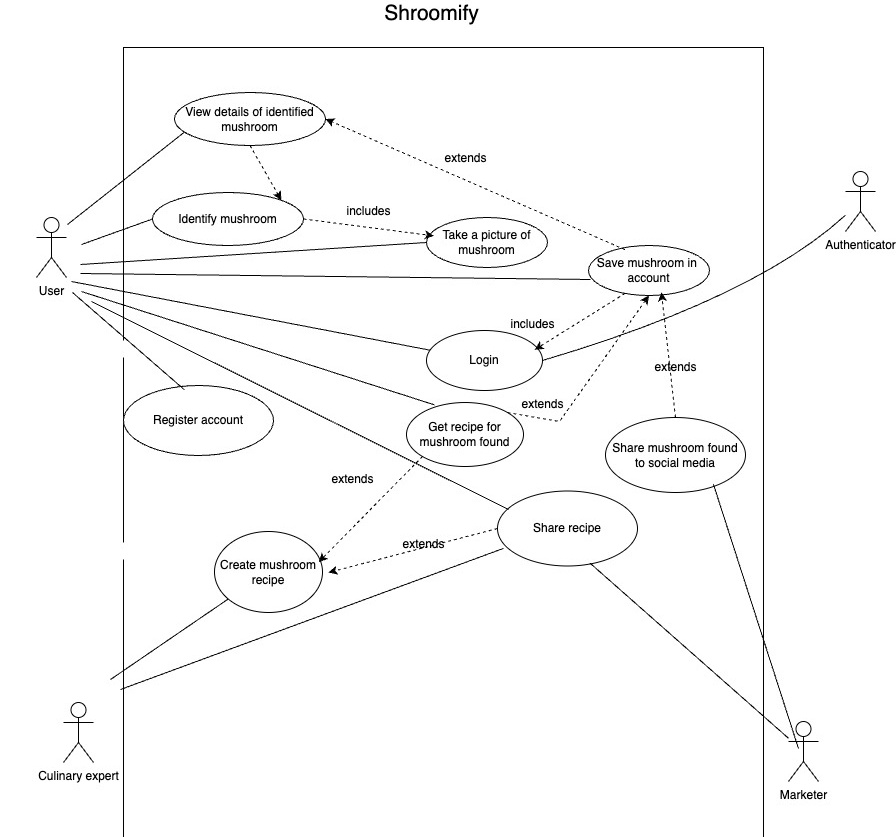 Shroomify
View details of identified
mushroom
extends
Identify mushroom
includes
Take a picture of
mushroom
Authenticator
Save mushroom in
account
User
includes
Login
extends
extends
Register account
Get recipe for
mushroom found
Share mushroom found
to social media
extends
Share recipe
extends
Create mushroom
recipe
Culinary expert
Marketer